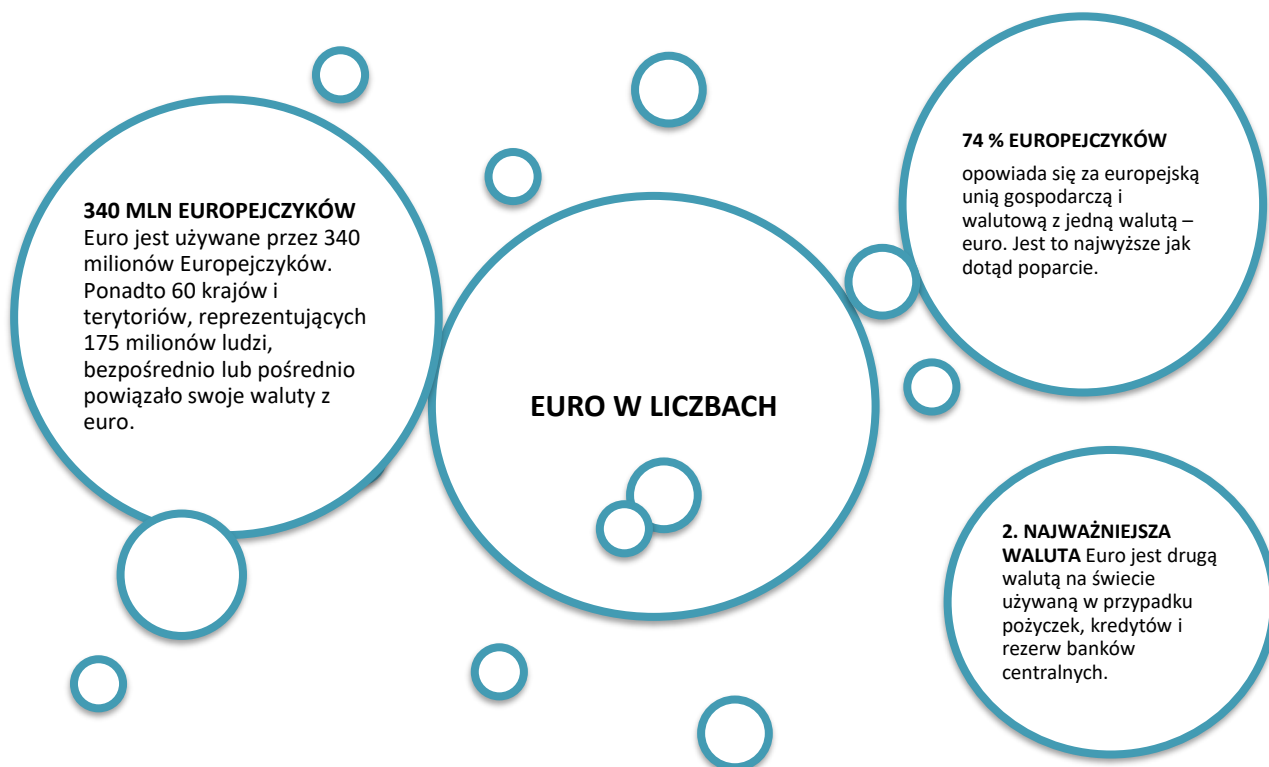 340 MLN EUROPEJCZYKÓW
Euro jest używane przez 340
milionów Europejczyków.
Ponadto 60 krajów i
terytoriów, reprezentujących
175 milionów ludzi,
bezpośrednio lub pośrednio
powiązało swoje waluty z
euro.
EURO W LICZBACH
74 % EUROPEJCZYKÓW
opowiada się za europejską
unią gospodarczą i
walutową z jedną walutą –
euro. Jest to najwyższe jak
dotąd poparcie.
2. NAJWAŻNIEJSZA
WALUTA Euro jest drugą
walutą na świecie
używaną w przypadku
pożyczek, kredytów i
rezerw banków
centralnych.